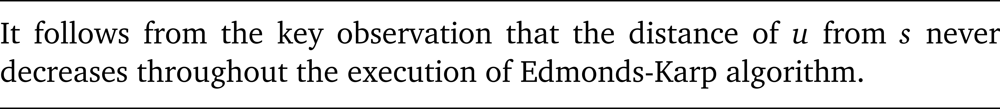 It follows from the key observation that the distance of u from s never
decreases throughout the execution of Edmonds-Karp algorithm.